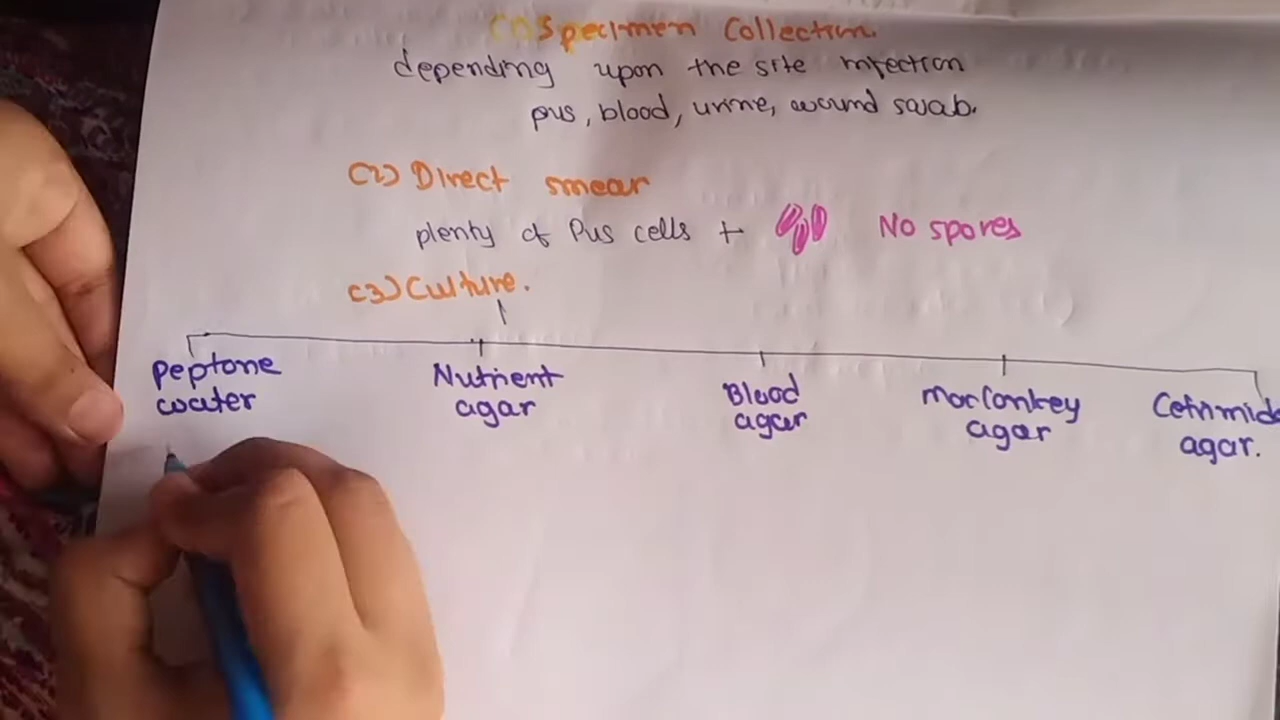 (1) Specimen Collection.
depending upon the site infection
pus, blood, urine, wound swab.
(2) Direct smear
plenty of Pus cells + No spores
(3) Culture.
Peptone water
Nutrient agar
Blood agar
MacConkey agar
Cetrimid agar.